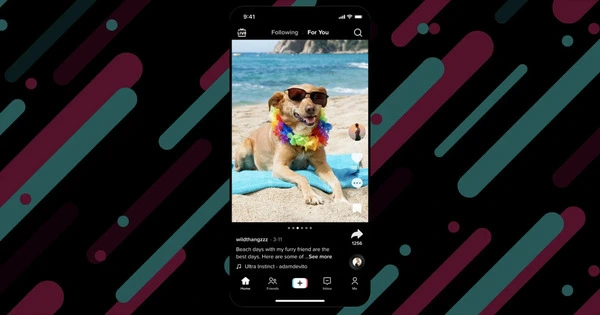 9:41
LIVE
Following For You
wildthangzzz · 3-11
Beach days with my furry friend are the
best days. Here are some of ...See more
Ultra Instinct - adamdevito
1256
Home Friends Inbox Me